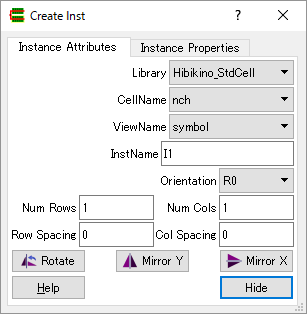 Create Inst ? ×
Instance Attributes Instance Properties
Library Hibikino_StdCell
CellName nch
ViewName symbol
InstName I1
Orientation R0
Num Rows 1 Num Cols 1
Row Spacing 0 Col Spacing 0
Rotate Mirror Y Mirror X
Help Hide